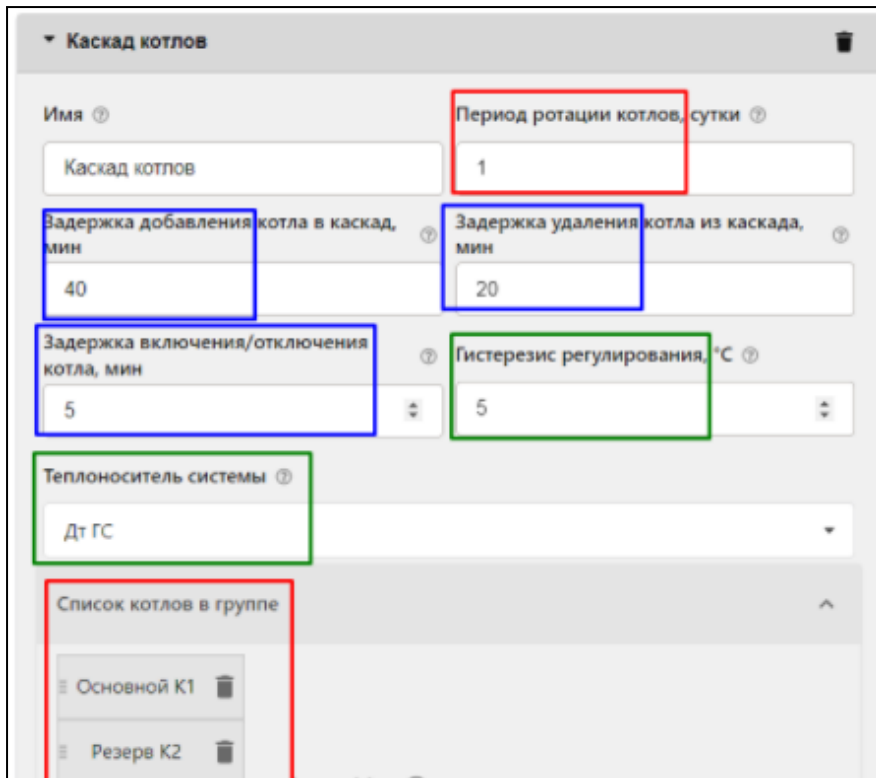 Каскад котлов
Имя
Период ротации котлов, сутки
Каскад котлов
1
Задержка добавления котла в каскад,
мин
Задержка удаления котла из каскада,
мин
40
20
Задержка включения/отключения
котла, мин
Гистерезис регулирования, °C
5
5
Теплоноситель системы
Дт ГС
Список котлов в группе
Основной К1
Резерв К2